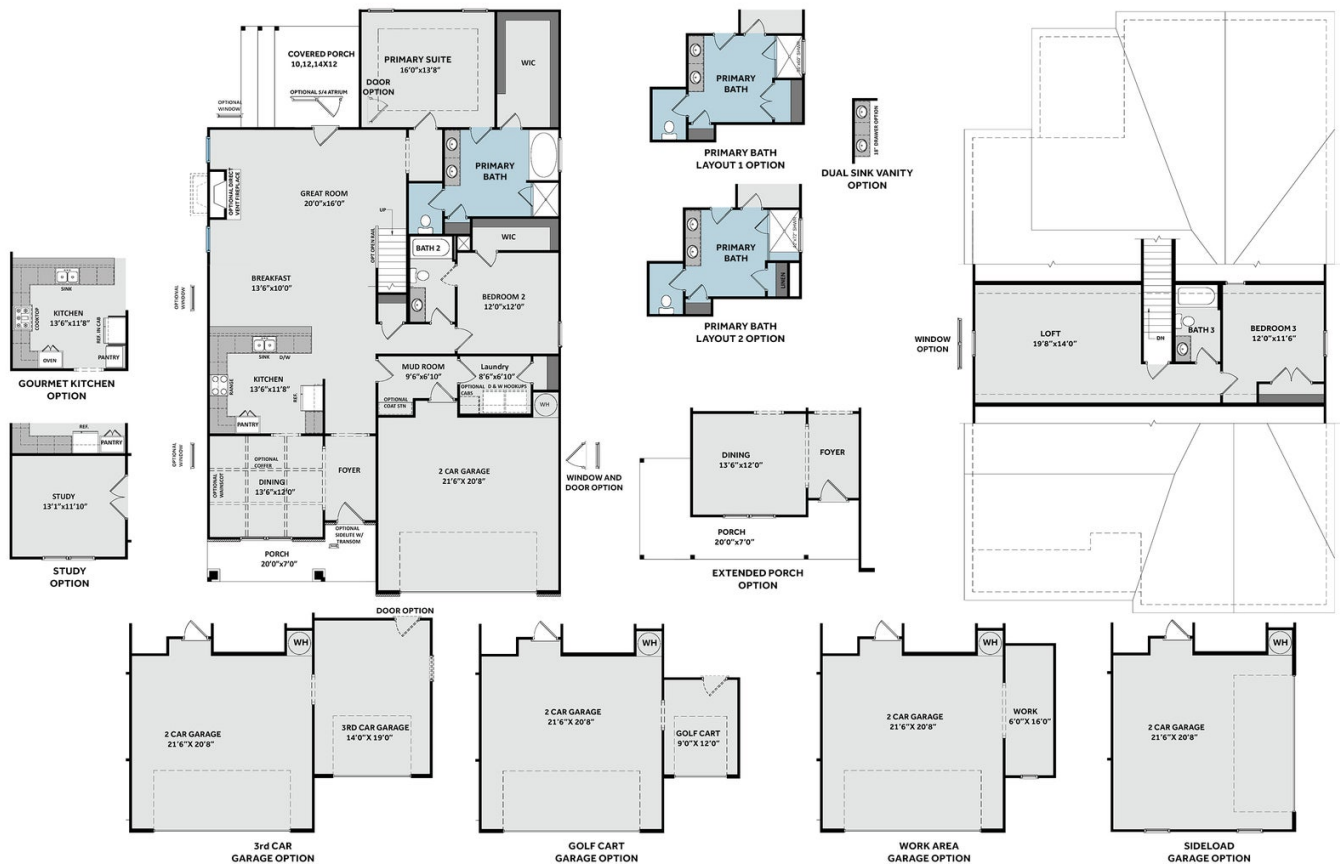 COVERED PORCH
10,12,14X12
OPTIONAL 3/4 ATRIUM
OPTIONAL
WINDOW
PRIMARY SUITE
16'0"x13'8"
DOOR
OPTION
WIC
PRIMARY
BATH
OPTIONAL DIRECT
VENT FIREPLACE
GREAT ROOM
20'0"x16'0"
UP
OPT OPEN RAIL
BATH 2
WIC
BREAKFAST
13'6"x10'0"
OPTIONAL
WINDOW
BEDROOM 2
12'0"x12'0"
SINK D/W
RANGE
KITCHEN
13'6"x11'8"
REF.
PANTRY
MUD ROOM
9'6"x6'10"
OPTIONAL
COAT STN
Laundry
8'6"x6'10"
OPTIONAL
CABS
D & W HOOKUPS
WH
OPTIONAL
WINDOW
OPTIONAL
COFFER
OPTIONAL
WAINSCOT
DINING
13'6"x12'0"
FOYER
2 CAR GARAGE
21'6"X 20'8"
OPTIONAL
SIDELITE W/
TRANSOM
PORCH
20'0"x7'0"
WINDOW AND
DOOR OPTION
SINK
COOKTOP
KITCHEN
13'6"x11'8"
REF. IN CAB
OVEN
PANTRY
GOURMET KITCHEN
OPTION
REF.
PANTRY
STUDY
13'1"x11'10"
STUDY
OPTION
PRIMARY
BATH
PRIMARY BATH
LAYOUT 1 OPTION
18" DRAWER OPTION
DUAL SINK VANITY
OPTION
PRIMARY
BATH
LINEN
PRIMARY BATH
LAYOUT 2 OPTION
DINING
13'6"x12'0"
FOYER
PORCH
20'0"x7'0"
EXTENDED PORCH
OPTION
WINDOW
OPTION
LOFT
19'8"x14'0"
DN
BATH 3
BEDROOM 3
12'0"x11'6"
DOOR OPTION
WH
2 CAR GARAGE
21'6"X 20'8"
3RD CAR GARAGE
14'0"X 19'0"
3rd CAR
GARAGE OPTION
WH
2 CAR GARAGE
21'6"X 20'8"
GOLF CART
9'0"X 12'0"
GOLF CART
GARAGE OPTION
WH
2 CAR GARAGE
21'6"X 20'8"
WORK
6'0"X 16'0"
WORK AREA
GARAGE OPTION
WH
2 CAR GARAGE
21'6"X 20'8"
SIDELOAD
GARAGE OPTION